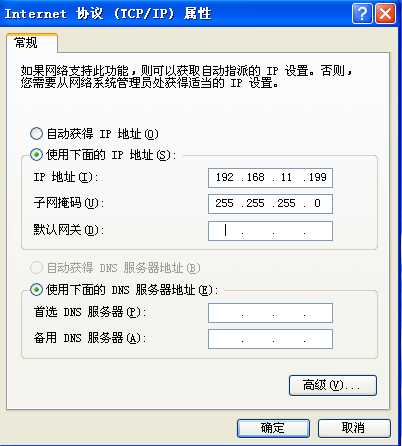 Internet 协议 (TCP/IP) 属性
常规
如果网络支持此功能，则可以获取自动指派的 IP 设置。否则，
您需要从网络系统管理员处获得适当的 IP 设置。
自动获得 IP 地址(O)
使用下面的 IP 地址(S):
IP 地址(I): 192 .168 . 11 .199
子网掩码(U): 255 .255 .255 . 0
默认网关(D): . . .
自动获得 DNS 服务器地址(B)
使用下面的 DNS 服务器地址(E):
首选 DNS 服务器(P): . . .
备用 DNS 服务器(A): . . .
高级(V)...
确定 取消